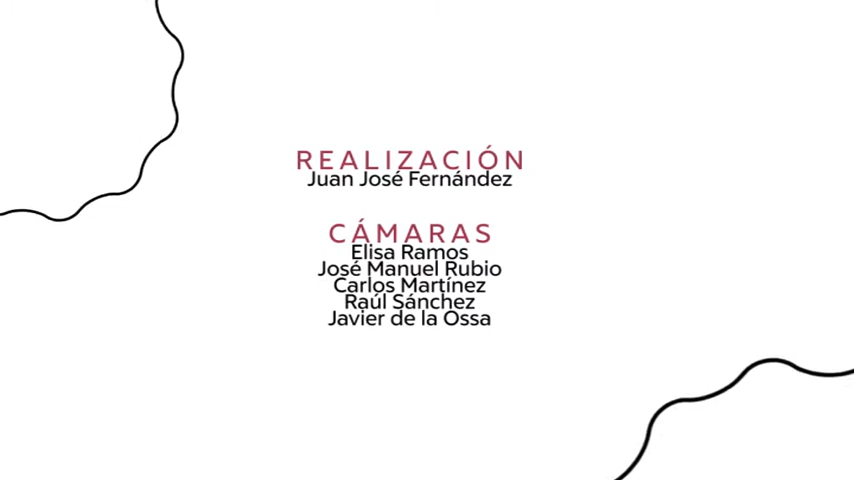 REALIZACIÓN
Juan José Fernández
CÁMARAS
Elisa Ramos
José Manuel Rubio
Carlos Martínez
Raúl Sánchez
Javier de la Ossa